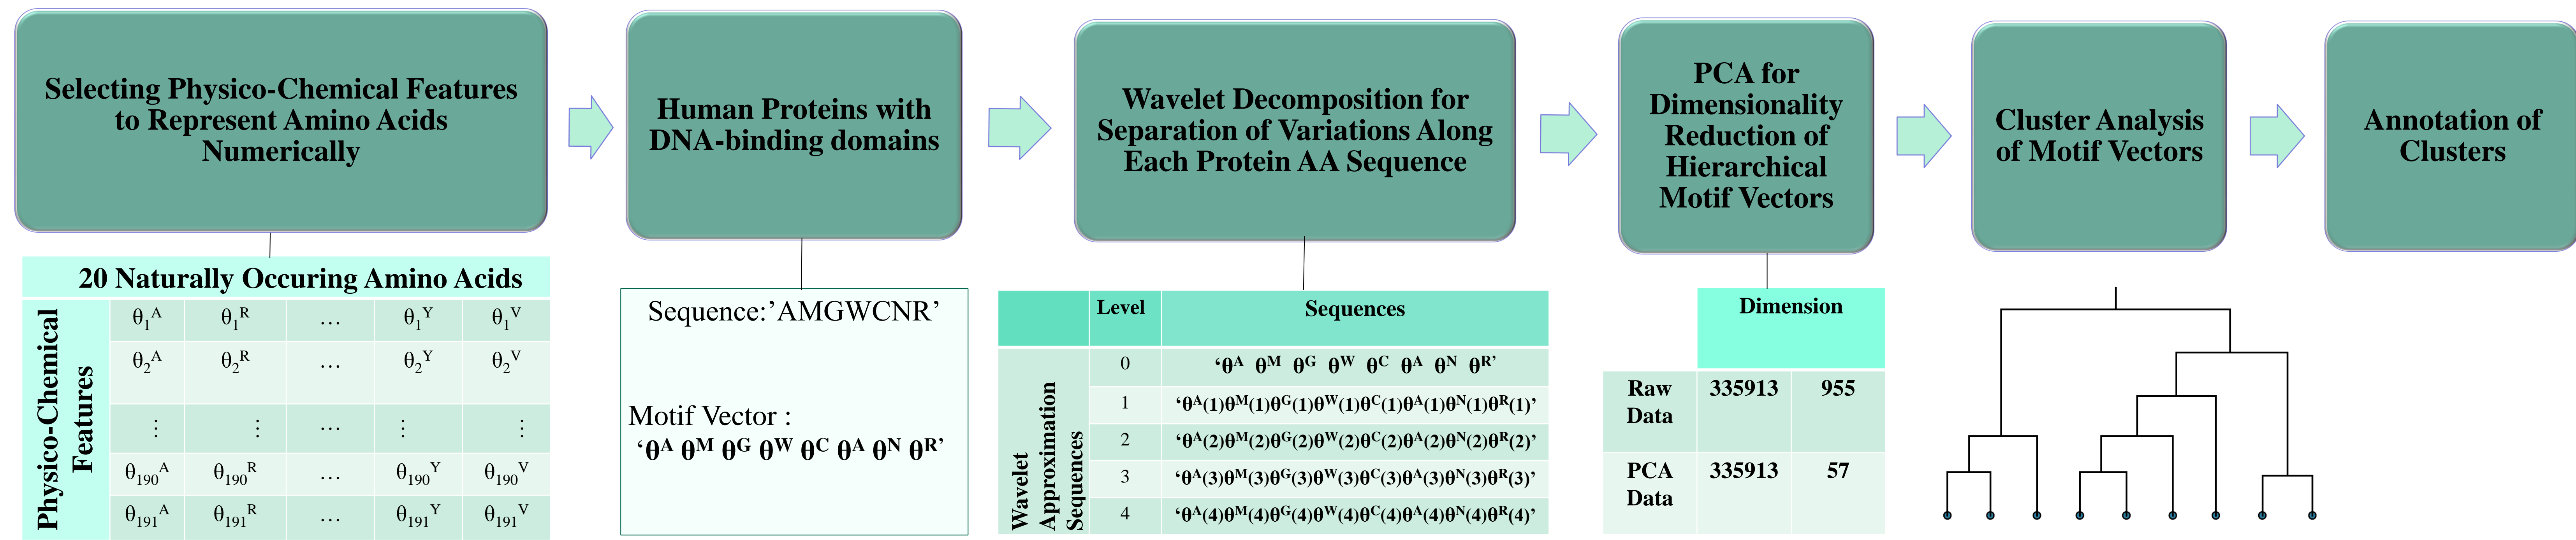 Selecting Physico-Chemical Features
to Represent Amino Acids
Numerically
Human Proteins with
DNA-binding domains
Wavelet Decomposition for
Separation of Variations Along
Each Protein AA Sequence
PCA for
Dimensionality
Reduction of
Hierarchical
Motif Vectors
Cluster Analysis
of Motif Vectors
Annotation of
Clusters
20 Naturally Occuring Amino Acids
Physico-Chemical
Features
θ₁ᴬ θ₁ᴿ … θ₁ʸ θ₁ⱽ
θ₂ᴬ θ₂ᴿ … θ₂ʸ θ₂ⱽ
⋮ ⋮ … ⋮ ⋮
θ₁₉₀ᴬ θ₁₉₀ᴿ … θ₁₉₀ʸ θ₁₉₀ⱽ
θ₁₉₁ᴬ θ₁₉₁ᴿ … θ₁₉₁ʸ θ₁₉₁ⱽ
Sequence:’AMGWCNR’
Motif Vector :
‘θᴬ θᴹ θᴳ θᵂ θᶜ θᴬ θᴺ θᴿ’
Level Sequences
Wavelet
Approximation
Sequences
0 ‘θᴬ θᴹ θᴳ θᵂ θᶜ θᴬ θᴺ θᴿ’
1 ‘θᴬ(1)θᴹ(1)θᴳ(1)θᵂ(1)θᶜ(1)θᴬ(1)θᴺ(1)θᴿ(1)’
2 ‘θᴬ(2)θᴹ(2)θᴳ(2)θᵂ(2)θᶜ(2)θᴬ(2)θᴺ(2)θᴿ(2)’
3 ‘θᴬ(3)θᴹ(3)θᴳ(3)θᵂ(3)θᶜ(3)θᴬ(3)θᴺ(3)θᴿ(3)’
4 ‘θᴬ(4)θᴹ(4)θᴳ(4)θᵂ(4)θᶜ(4)θᴬ(4)θᴺ(4)θᴿ(4)’
Dimension
Raw 335913 955
Data
PCA 335913 57
Data